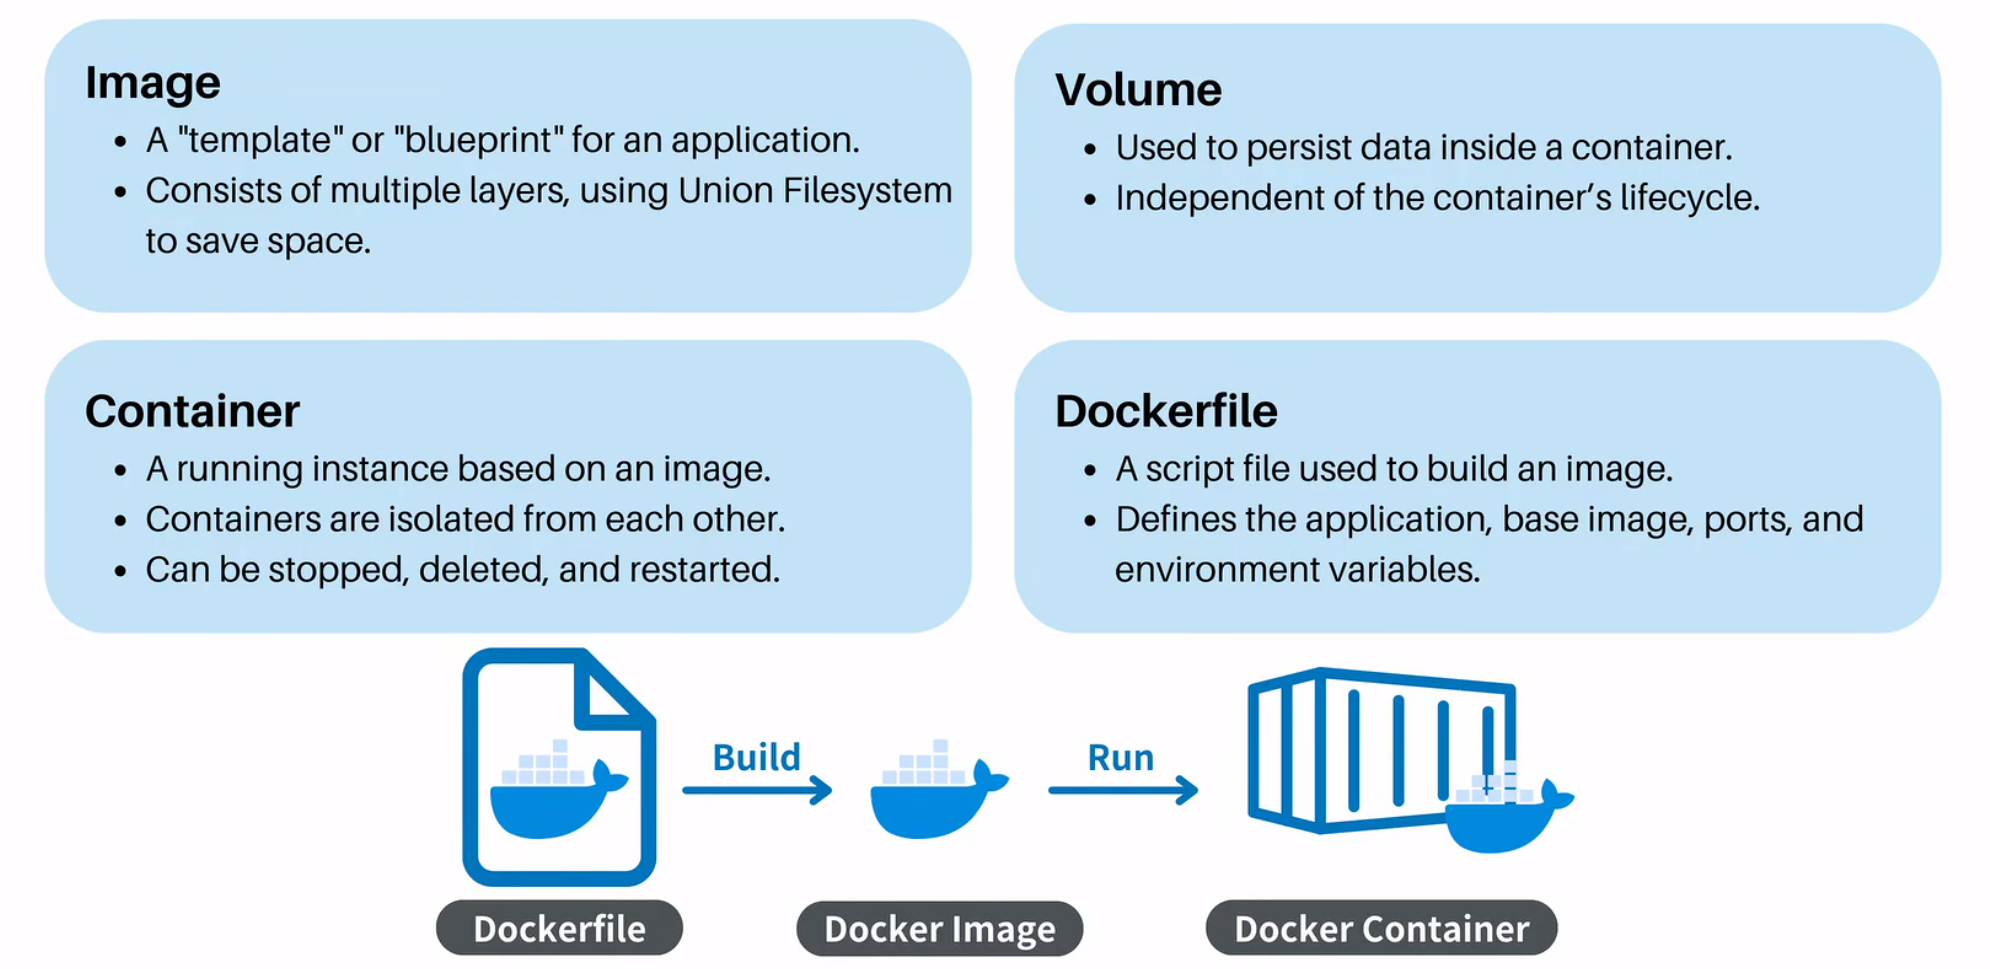 Image
• A "template" or "blueprint" for an application.
• Consists of multiple layers, using Union Filesystem
to save space.
Volume
• Used to persist data inside a container.
• Independent of the container’s lifecycle.
Container
• A running instance based on an image.
• Containers are isolated from each other.
• Can be stopped, deleted, and restarted.
Dockerfile
• A script file used to build an image.
• Defines the application, base image, ports, and
environment variables.
Build
Run
Dockerfile
Docker Image
Docker Container